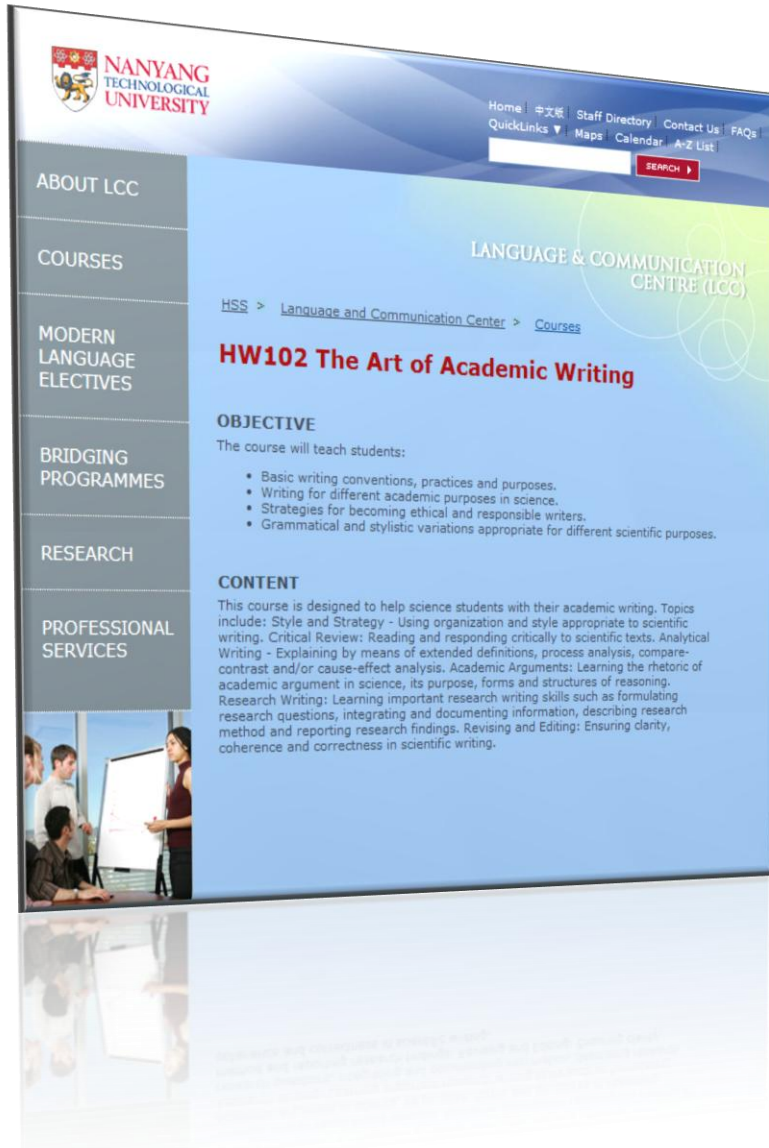 NANYANG
TECHNOLOGICAL
UNIVERSITY
Home | 中文版 | Staff Directory | Contact Us | FAQs |
QuickLinks ▼ | Maps | Calendar | A-Z List |
SEARCH
ABOUT LCC
COURSES
MODERN
LANGUAGE
ELECTIVES
BRIDGING
PROGRAMMES
RESEARCH
PROFESSIONAL
SERVICES
LANGUAGE & COMMUNICATION
CENTRE (LCC)
HSS > Language and Communication Center > Courses
HW102 The Art of Academic Writing
OBJECTIVE
The course will teach students:
• Basic writing conventions, practices and purposes.
• Writing for different academic purposes in science.
• Strategies for becoming ethical and responsible writers.
• Grammatical and stylistic variations appropriate for different scientific purposes.
CONTENT
This course is designed to help science students with their academic writing. Topics
include: Style and Strategy - Using organization and style appropriate to scientific
writing. Critical Review: Reading and responding critically to scientific texts. Analytical
Writing - Explaining by means of extended definitions, process analysis, compare-
contrast and/or cause-effect analysis. Academic Arguments: Learning the rhetoric of
academic argument in science, its purpose, forms and structures of reasoning.
Research Writing: Learning important research writing skills such as formulating
research questions, integrating and documenting information, describing research
method and reporting research findings. Revising and Editing: Ensuring clarity,
coherence and correctness in scientific writing.